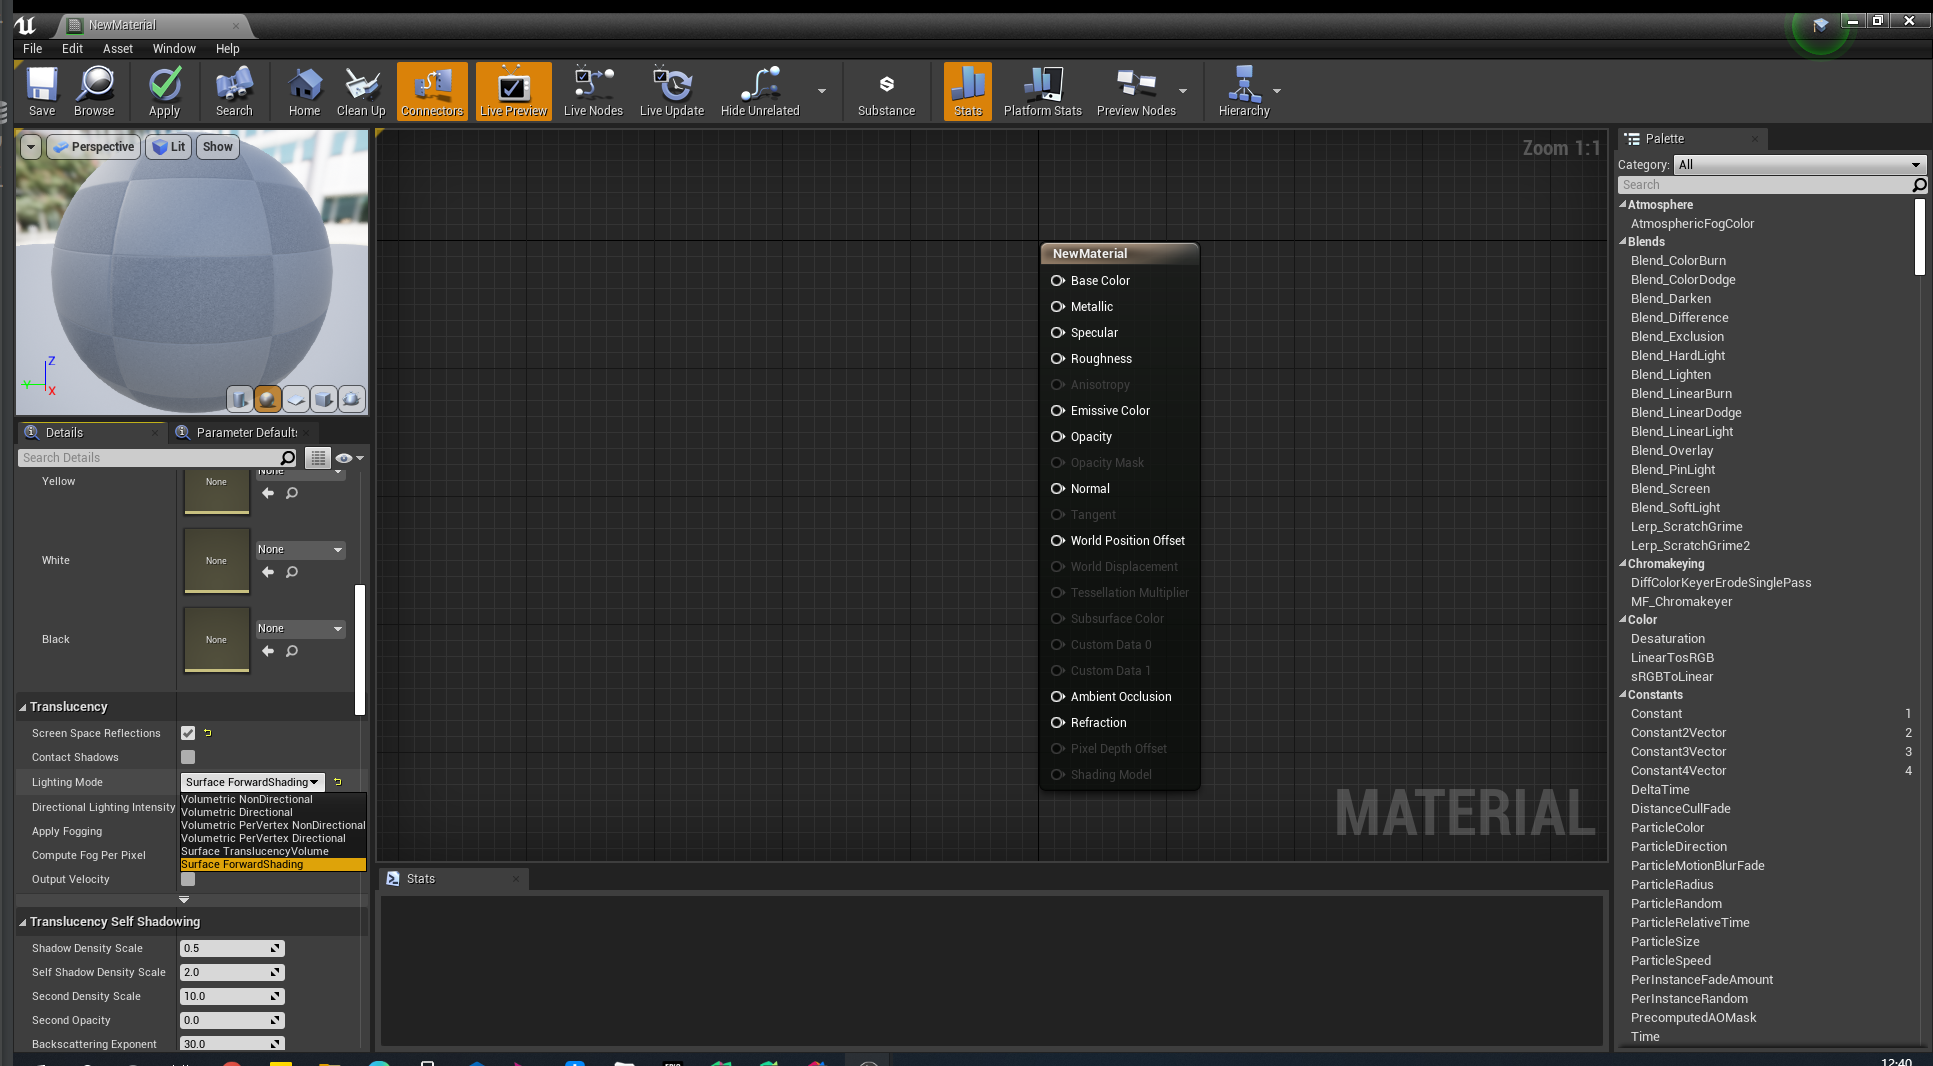 NewMaterial
File Edit Asset Window Help
Save Browse Apply Search Home Clean Up Connectors Live Preview Live Nodes Live Update Hide Unrelated Substance Stats Platform Stats Preview Nodes Hierarchy
Perspective Lit Show
Z
Y
X
Details
Parameter Defaults
Search Details
Yellow
None
None
White
None
None
Black
None
None
Translucency
Screen Space Reflections
Contact Shadows
Lighting Mode
Surface ForwardShading
Volumetric NonDirectional
Volumetric Directional
Volumetric PerVertex NonDirectional
Volumetric PerVertex Directional
Surface TranslucencyVolume
Surface ForwardShading
Directional Lighting Intensity
Apply Fogging
Compute Fog Per Pixel
Output Velocity
Translucency Self Shadowing
Shadow Density Scale 0.5
Self Shadow Density Scale 2.0
Second Density Scale 10.0
Second Opacity 0.0
Backscattering Exponent 30.0
Zoom 1:1
NewMaterial
Base Color
Metallic
Specular
Roughness
Anisotropy
Emissive Color
Opacity
Opacity Mask
Normal
Tangent
World Position Offset
World Displacement
Tessellation Multiplier
Subsurface Color
Custom Data 0
Custom Data 1
Ambient Occlusion
Refraction
Pixel Depth Offset
Shading Model
MATERIAL
Stats
Palette
Category: All
Search
Atmosphere
AtmosphericFogColor
Blends
Blend_ColorBurn
Blend_ColorDodge
Blend_Darken
Blend_Difference
Blend_Exclusion
Blend_HardLight
Blend_Lighten
Blend_LinearBurn
Blend_LinearDodge
Blend_LinearLight
Blend_Overlay
Blend_PinLight
Blend_Screen
Blend_SoftLight
Lerp_ScratchGrime
Lerp_ScratchGrime2
Chromakeying
DiffColorKeyerErodeSinglePass
MF_Chromakeyer
Color
Desaturation
LinearTosRGB
sRGBToLinear
Constants
Constant 1
Constant2Vector 2
Constant3Vector 3
Constant4Vector 4
DeltaTime
DistanceCullFade
ParticleColor
ParticleDirection
ParticleMotionBlurFade
ParticleRadius
ParticleRandom
ParticleRelativeTime
ParticleSize
ParticleSpeed
PerInstanceFadeAmount
PerInstanceRandom
PrecomputedAOMask
Time
12:40